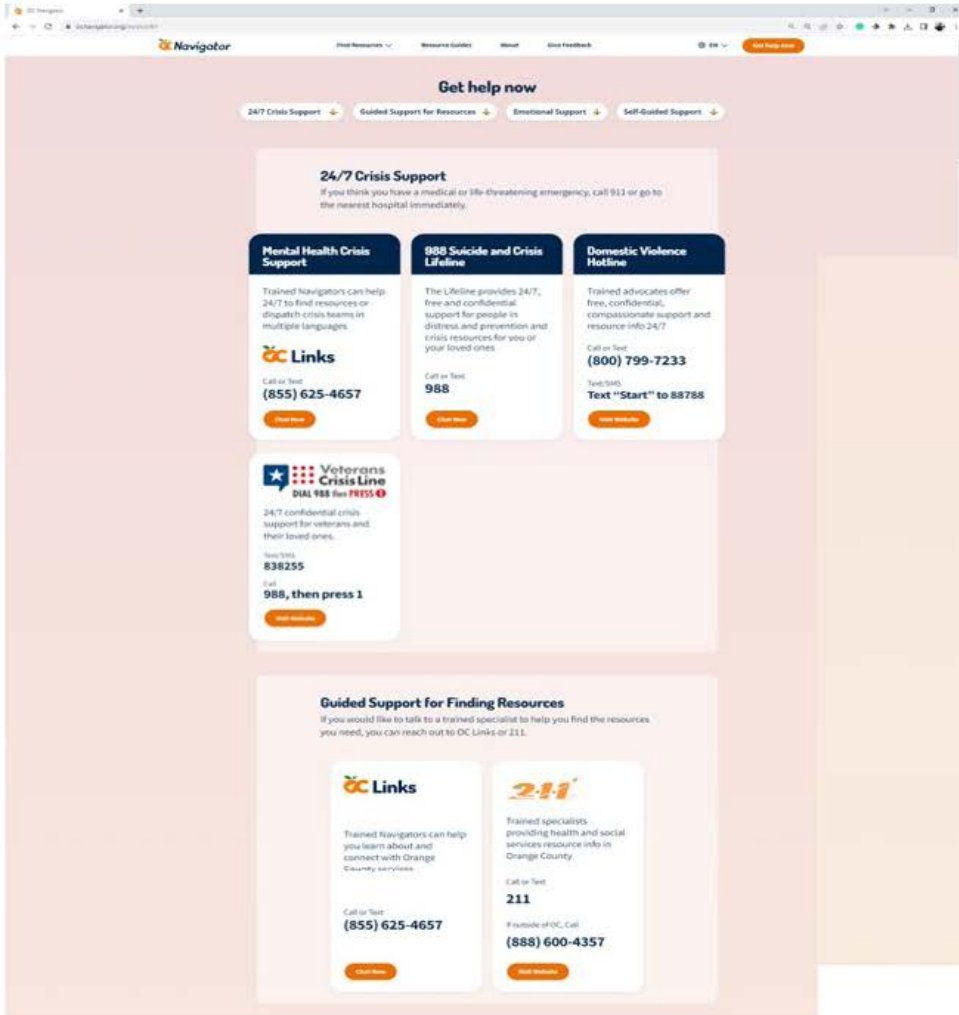 OC Navigator
OC Navigator
Find Resources
Resource Guides
About
Give Feedback
EN
Get help now
Get help now
24/7 Crisis Support
Guided Support for Resources
Emotional Support
Self-Guided Support
24/7 Crisis Support
If you think you have a medical or life-threatening emergency, call 911 or go to
the nearest hospital immediately.
Mental Health Crisis
Support
Trained Navigators can help
24/7 to find resources or
dispatch crisis teams in
multiple languages
OC Links
Call or Text
(855) 625-4657
Chat Now
988 Suicide and Crisis
Lifeline
The Lifeline provides 24/7,
free and confidential
support for people in
distress and prevention and
crisis resources for you or
your loved ones
Call or Text
988
Chat Now
Domestic Violence
Hotline
Trained advocates offer
free, confidential,
compassionate support and
resource info 24/7
Call or Text
(800) 799-7233
Text/SMS
Text “Start” to 88788
Visit Website
Veterans
Crisis Line
DIAL 988 then PRESS 1
24/7 confidential crisis
support for veterans and
their loved ones.
Text/SMS
838255
Call
988, then press 1
Visit Website
Guided Support for Finding Resources
If you would like to talk to a trained specialist to help you find the resources
you need, you can reach out to OC Links or 211.
OC Links
Trained Navigators can help
you learn about and
connect with Orange
County services
Call or Text
(855) 625-4657
Chat Now
2-1-1
Trained specialists
providing health and social
services resource info in
Orange County
Call or Text
211
If outside of OC, Call
(888) 600-4357
Visit Website